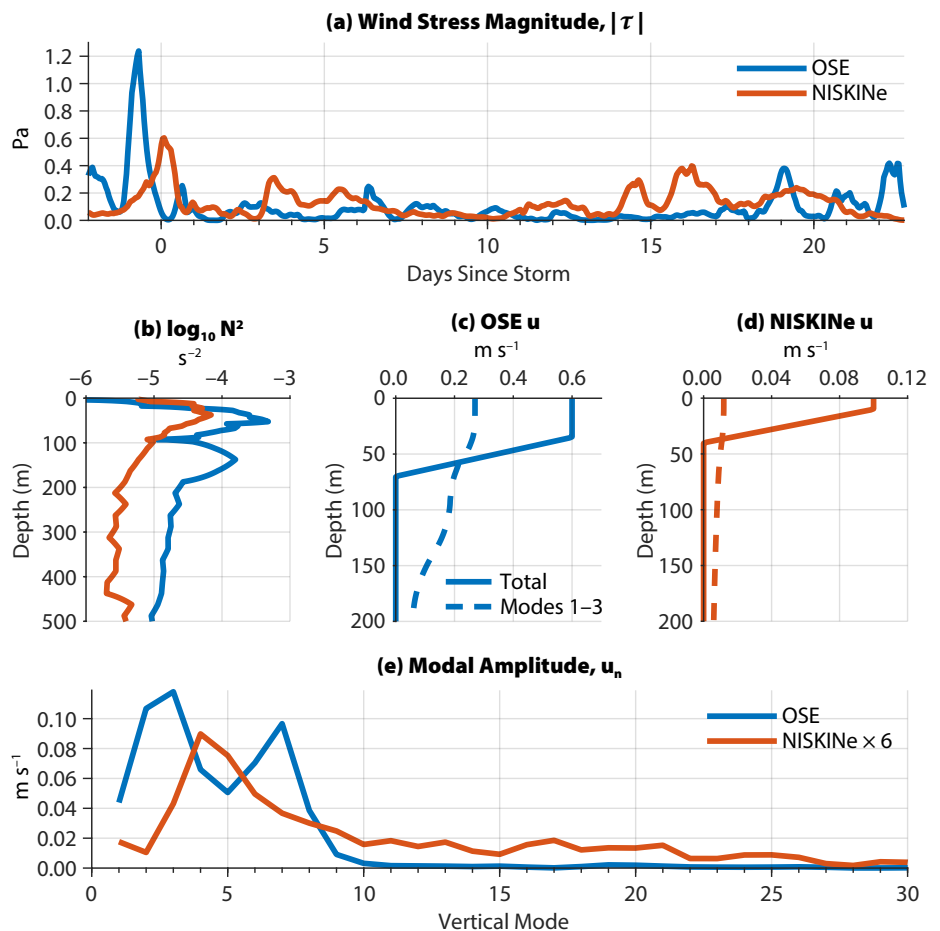 (a) Wind Stress Magnitude, | τ |
1.2
1.0
0.8
0.6
0.4
0.2
0.0
Pa
OSE
NISKINe
0 5 10 15 20
Days Since Storm
(b) log₁₀ N²
s⁻²
−6 −5 −4 −3
0
100
200
300
400
500
Depth (m)
(c) OSE u
m s⁻¹
0.0 0.2 0.4 0.6
0
50
100
150
200
Depth (m)
Total
Modes 1–3
(d) NISKINe u
m s⁻¹
0.00 0.04 0.08 0.12
0
50
100
150
200
Depth (m)
(e) Modal Amplitude, uₙ
0.10
0.08
0.06
0.04
0.02
0.00
m s⁻¹
OSE
NISKINe × 6
0 5 10 15 20 25 30
Vertical Mode